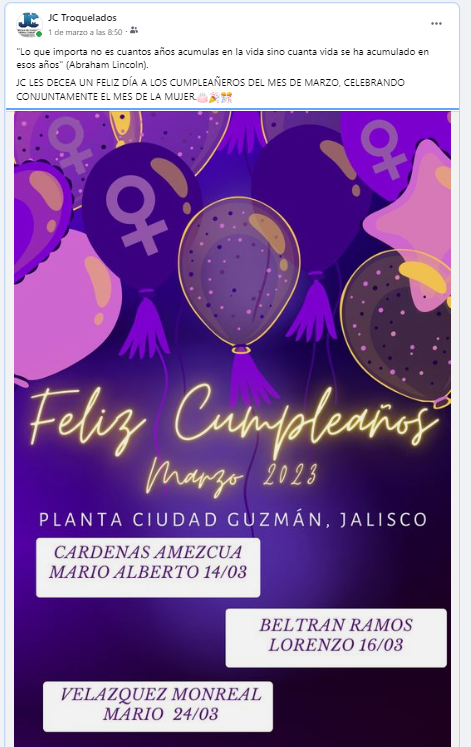 JC Troquelados
1 de marzo a las 8:50 ·
"Lo que importa no es cuantos años acumulas en la vida sino cuanta vida se ha acumulado en
esos años" (Abraham Lincoln).
JC LES DECEA UN FELIZ DÍA A LOS CUMPLEAÑEROS DEL MES DE MARZO, CELEBRANDO
CONJUNTAMENTE EL MES DE LA MUJER.🎂🎉🎊
Feliz Cumpleaños
Marzo 2023
PLANTA CIUDAD GUZMÁN, JALISCO
CARDENAS AMEZCUA
MARIO ALBERTO 14/03
BELTRAN RAMOS
LORENZO 16/03
VELAZQUEZ MONREAL
MARIO 24/03